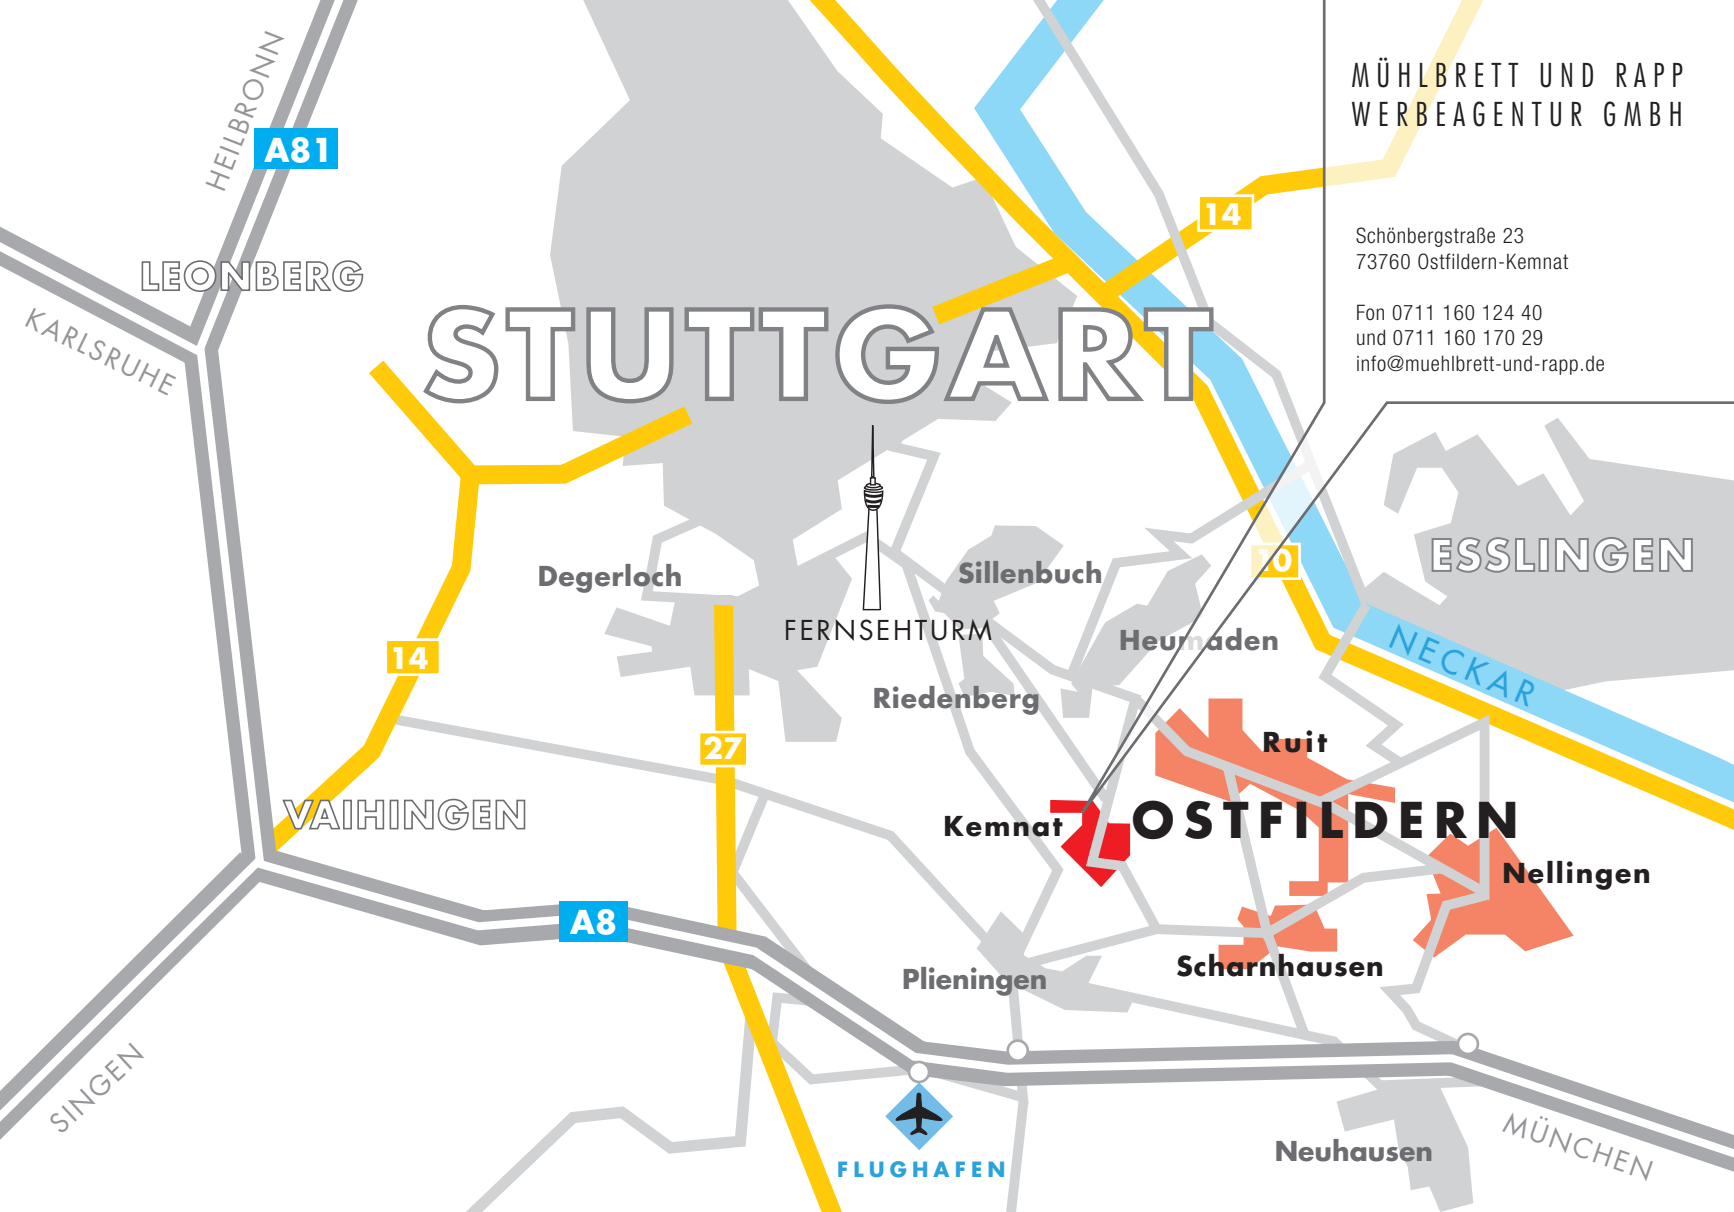 MÜHLBRETT UND RAPP
WERBEAGENTUR GMBH
Schönbergstraße 23
73760 Ostfildern-Kemnat
Fon 0711 160 124 40
und 0711 160 170 29
info@muehlbrett-und-rapp.de
HEILBRONN
A81
LEONBERG
KARLSRUHE
14
STUTTGART
ESSLINGEN
10
Degerloch
Sillenbuch
FERNSEHTURM
Heumaden
NECKAR
14
Riedenberg
27
Ruit
VAIHINGEN
Kemnat
OSTFILDERN
Nellingen
A8
Scharnhausen
Plieningen
SINGEN
FLUGHAFEN
Neuhausen
MÜNCHEN